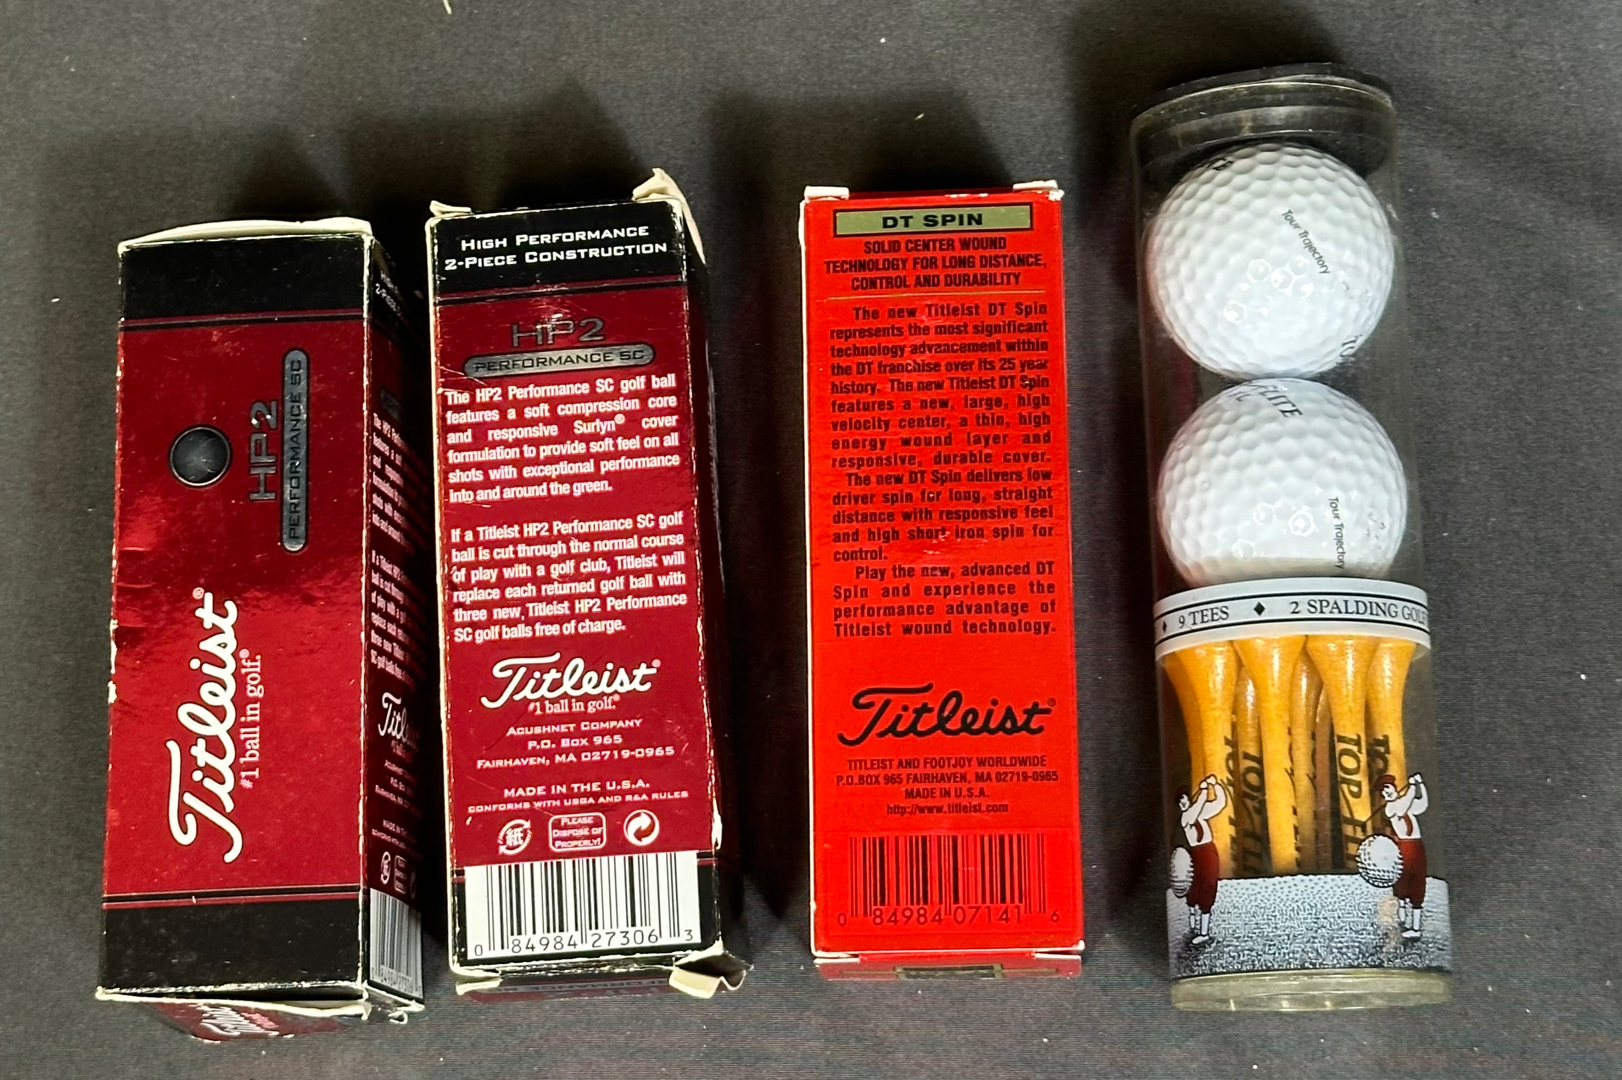 HP2
PERFORMANCE SC
Titleist®
#1 ball in golf.®
HIGH PERFORMANCE
2-PIECE CONSTRUCTION
HP2
PERFORMANCE SC
The HP2 Performance SC golf ball
features a soft compression core
and responsive Surlyn® cover
formulation to provide soft feel on all
shots with exceptional performance
into and around the green.
If a Titleist HP2 Performance SC golf
ball is cut through the normal course
of play with a golf club, Titleist will
replace each returned golf ball with
three new, Titleist HP2 Performance
SC golf balls free of charge.
Titleist®
#1 ball in golf.®
ACUSHNET COMPANY
P.O. BOX 965
FAIRHAVEN, MA 02719-0965
MADE IN THE U.S.A.
CONFORMS WITH USGA AND R&A RULES
紙
PLEASE
DISPOSE OF
PROPERLY!
0 84984 27306 3
DT SPIN
SOLID CENTER WOUND
TECHNOLOGY FOR LONG DISTANCE,
CONTROL AND DURABILITY
The new Titleist DT Spin
represents the most significant
technology advancement within
the DT franchise over its 25 year
history. The new Titleist DT Spin
features a new, large, high
velocity center, a thin, high
energy wound layer and
responsive, durable cover.
The new DT Spin delivers low
driver spin for long, straight
distance with responsive feel
and high short iron spin for
control.
Play the new, advanced DT
Spin and experience the
performance advantage of
Titleist wound technology.
Titleist®
TITLEIST AND FOOTJOY WORLDWIDE
P.O.BOX 965 FAIRHAVEN, MA 02719-0965
MADE IN U.S.A.
http://www.titleist.com
0 84984 07141 6
Tour Trajectory
Tour Trajectory
9 TEES ♦ 2 SPALDING GOLF
TOP
TOP